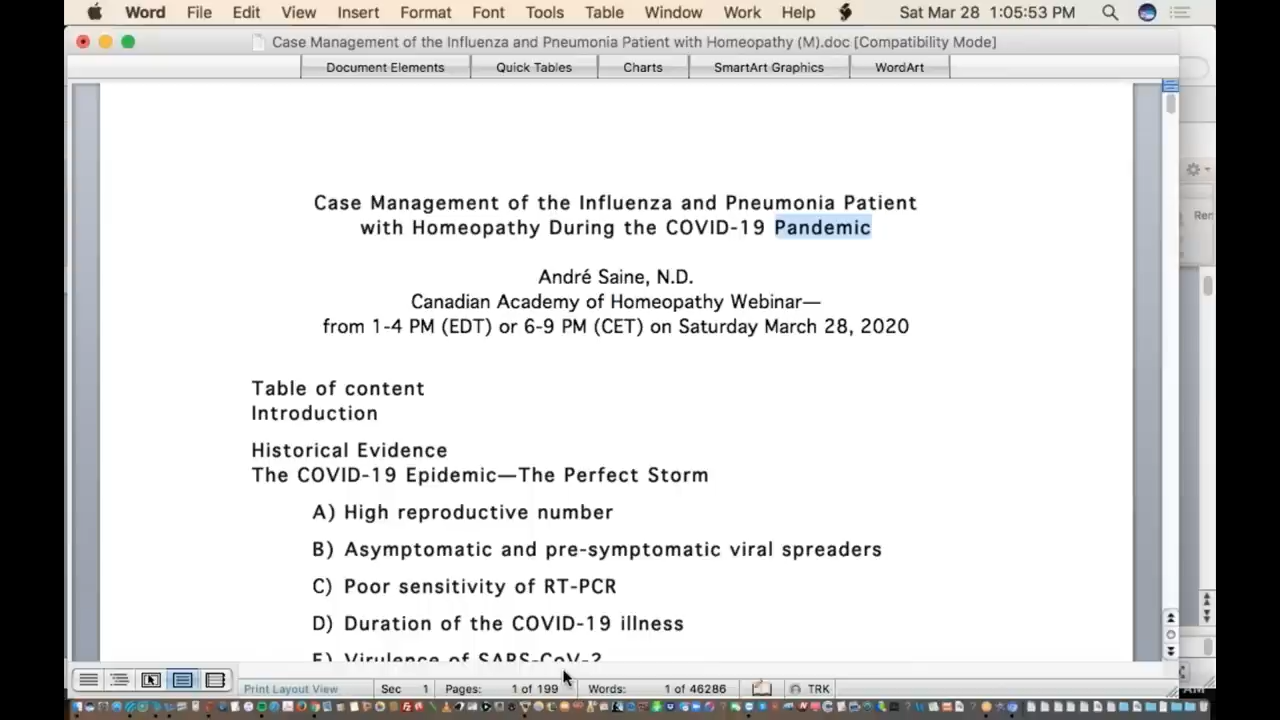 Word File Edit View Insert Format Font Tools Table Window Work Help Sat Mar 28 1:05:53 PM
Case Management of the Influenza and Pneumonia Patient with Homeopathy (M).doc [Compatibility Mode]
Document Elements Quick Tables Charts SmartArt Graphics WordArt
Case Management of the Influenza and Pneumonia Patient
with Homeopathy During the COVID-19 Pandemic
André Saine, N.D.
Canadian Academy of Homeopathy Webinar—
from 1-4 PM (EDT) or 6-9 PM (CET) on Saturday March 28, 2020
Table of content
Introduction
Historical Evidence
The COVID-19 Epidemic—The Perfect Storm
A) High reproductive number
B) Asymptomatic and pre-symptomatic viral spreaders
C) Poor sensitivity of RT-PCR
D) Duration of the COVID-19 illness
E) Virulence of SARS-CoV-2
Print Layout View Sec 1 Pages: 1 of 199 Words: 1 of 46286 TRK